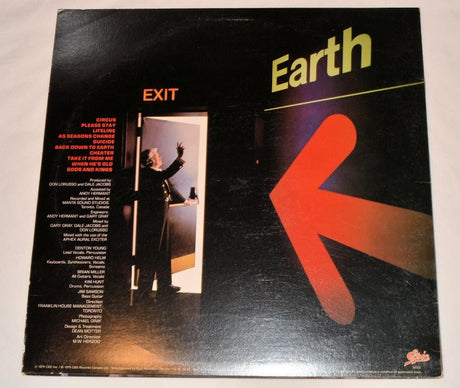 Earth
EXIT
CIRCUS
PLEASE STAY
LIFELINE
AS SEASONS CHANGE
SUICIDE
BACK DOWN TO EARTH
CHEATER
TAKE IT FROM ME
WHEN HE'S OLD
GODS AND KINGS
Produced by
DON LORUSSO and DALE JACOBS
Assisted by
ANDY HERMANT
Recorded and Mixed at
MANTA SOUND STUDIOS
Toronto, Canada
Engineers
ANDY HERMANT and GARY GRAY
Mixed by
GARY GRAY, DALE JACOBS and
DON LORUSSO
Mixed with the use of the
APHEX AURAL EXCITER
DENTON YOUNG
Lead Vocals, Percussion
HOWARD HELM
Keyboards, Synthesizers, Vocals,
Screams
BRIAN MILLER
All Guitars, Vocals
KIM HUNT
Drums, Percussion
JIM SAMSON
Bass Guitar
Direction
FRANKLIN HOUSE MANAGEMENT,
TORONTO
Photography
MICHAEL GRAY
Design & Treatment
DEAN MOTTER
Art Direction
M.W. HERZOG
Epic